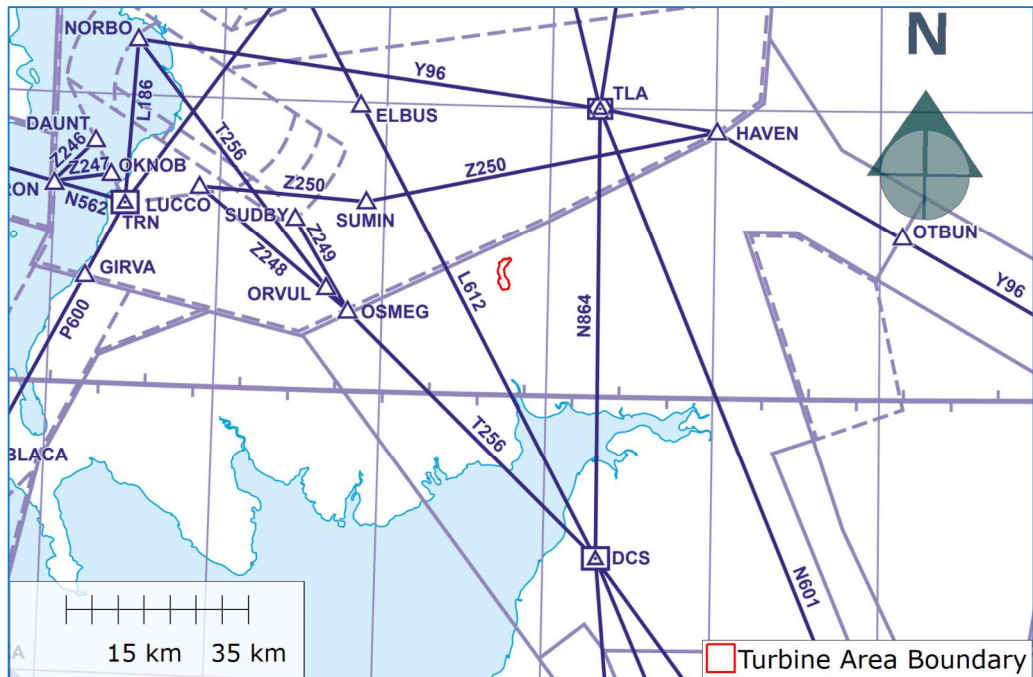 NORBO
N
Y96
TLA
L186
ELBUS
DAUNT
HAVEN
T256
Z246
Z247
OKNOB
Z250
Z250
RON
N562
LUCCO
SUDBY
SUMIN
TRN
Z249
OTBUN
Z248
GIRVA
L612
Y96
ORVUL
OSMEG
P600
N864
T256
BLACA
DCS
N601
15 km 35 km
Turbine Area Boundary